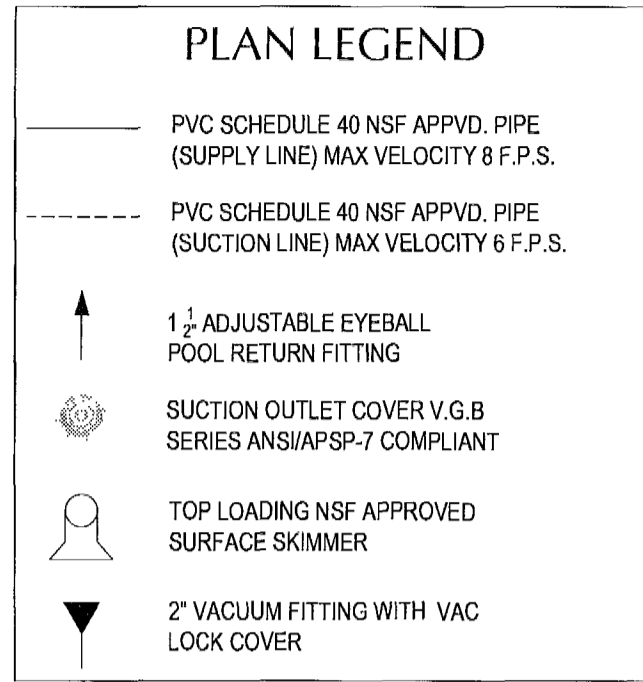 PLAN LEGEND
PVC SCHEDULE 40 NSF APPVD. PIPE
(SUPPLY LINE) MAX VELOCITY 8 F.P.S.
PVC SCHEDULE 40 NSF APPVD. PIPE
(SUCTION LINE) MAX VELOCITY 6 F.P.S.
1 1/2" ADJUSTABLE EYEBALL
POOL RETURN FITTING
SUCTION OUTLET COVER V.G.B
SERIES ANSI/APSP-7 COMPLIANT
TOP LOADING NSF APPROVED
SURFACE SKIMMER
2" VACUUM FITTING WITH VAC
LOCK COVER